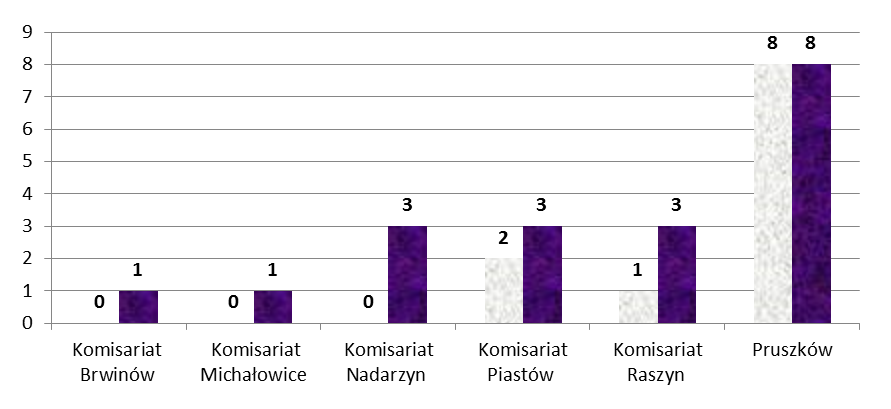 9
8
7
6
5
4
3
2
1
0
0 1
0 1
0 3
2 3
1 3
8 8
Komisariat
Brwinów
Komisariat
Michałowice
Komisariat
Nadarzyn
Komisariat
Piastów
Komisariat
Raszyn
Pruszków